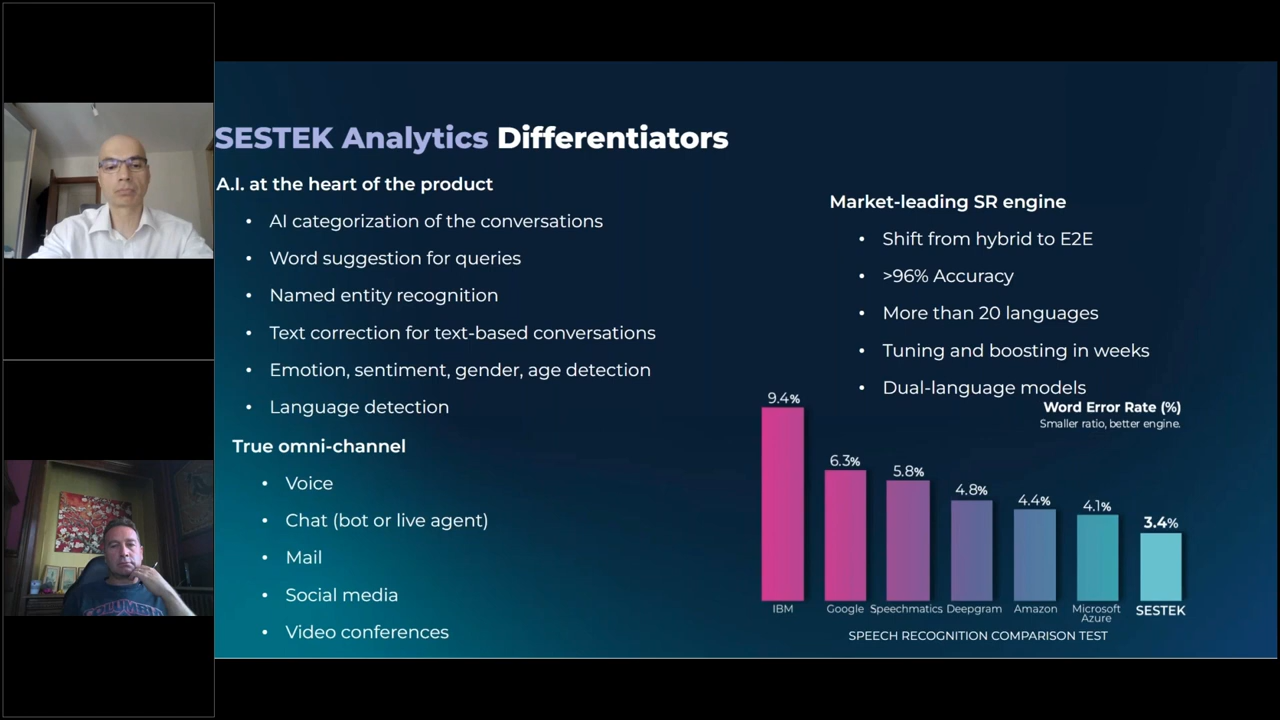 SESTEK Analytics Differentiators
A.I. at the heart of the product
• AI categorization of the conversations
• Word suggestion for queries
• Named entity recognition
• Text correction for text-based conversations
• Emotion, sentiment, gender, age detection
• Language detection
True omni-channel
• Voice
• Chat (bot or live agent)
• Mail
• Social media
• Video conferences
Market-leading SR engine
• Shift from hybrid to E2E
• >96% Accuracy
• More than 20 languages
• Tuning and boosting in weeks
• Dual-language models
Word Error Rate (%)
Smaller ratio, better engine.
9.4%
6.3%
5.8%
4.8%
4.4%
4.1%
3.4%
IBM
Google
Speechmatics
Deepgram
Amazon
Microsoft
Azure
SESTEK
SPEECH RECOGNITION COMPARISON TEST
COLUMBIA